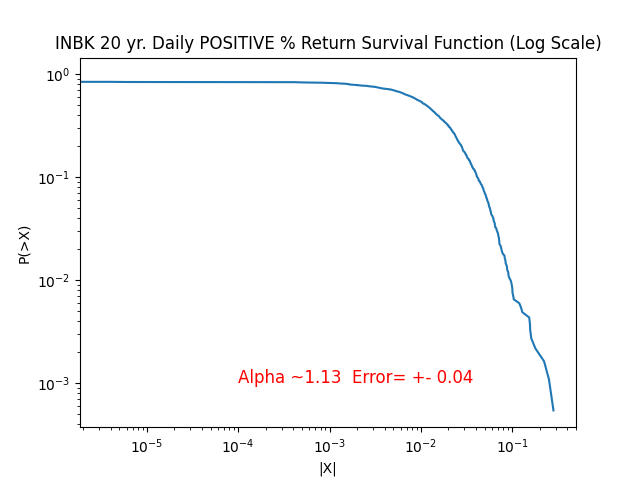 INBK 20 yr. Daily POSITIVE % Return Survival Function (Log Scale)
10⁰
10⁻¹
10⁻²
10⁻³
P(>X)
Alpha ~1.13  Error= +- 0.04
10⁻⁵ 10⁻⁴ 10⁻³ 10⁻² 10⁻¹
|X|